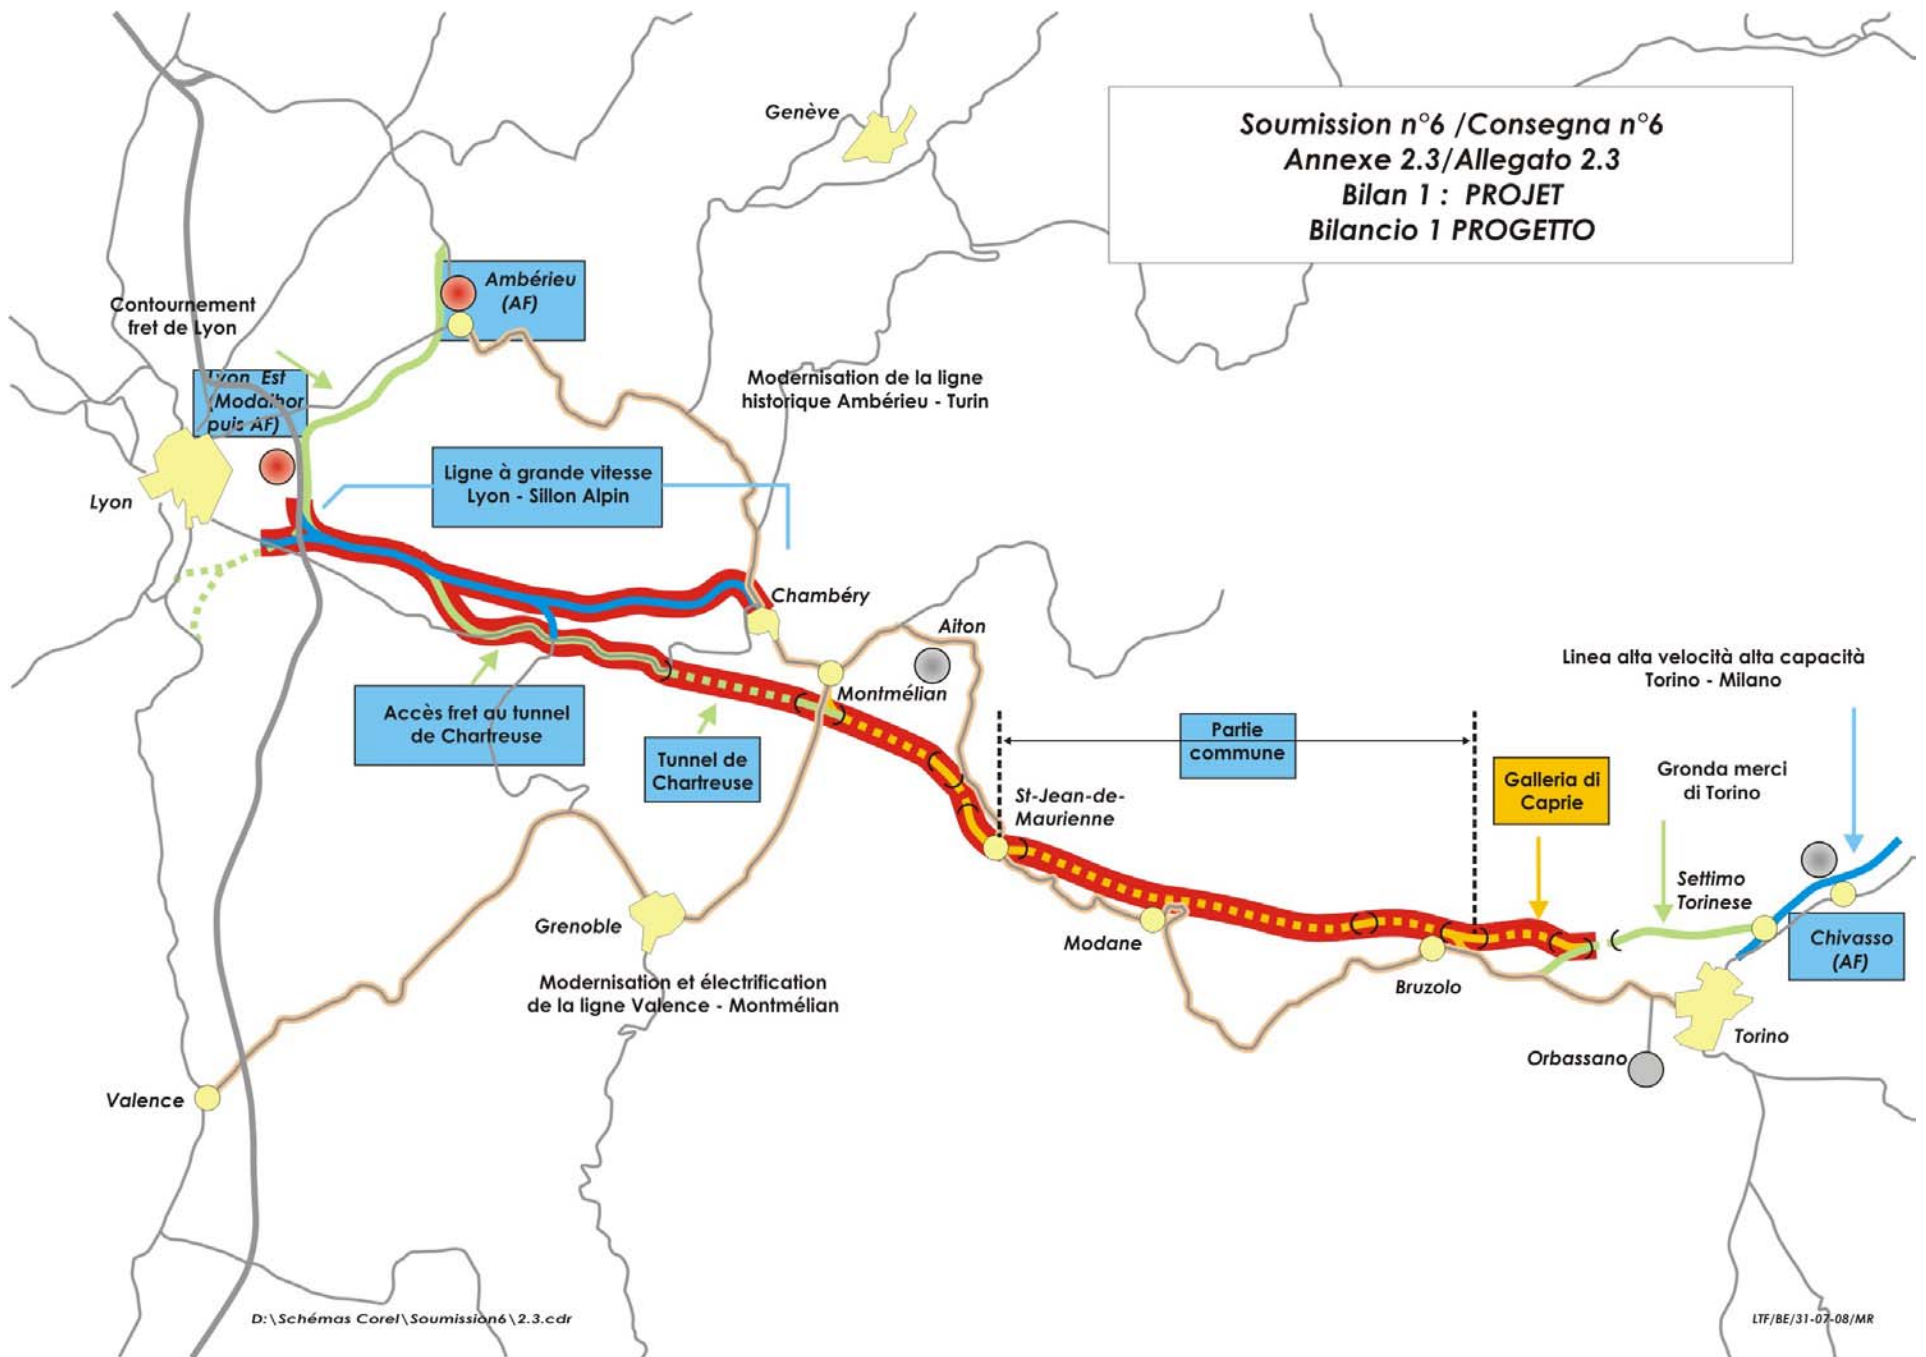 Soumission n°6 /Consegna n°6
Annexe 2.3/Allegato 2.3
Bilan 1 : PROJET
Bilancio 1 PROGETTO
Genève
Ambérieu
(AF)
Contournement
fret de Lyon
Lyon Est
(Modalhor
puis AF)
Modernisation de la ligne
historique Ambérieu - Turin
Ligne à grande vitesse
Lyon - Sillon Alpin
Lyon
Chambéry
Aiton
Montmélian
Linea alta velocità alta capacità
Torino - Milano
Accès fret au tunnel
de Chartreuse
Tunnel de
Chartreuse
Partie
commune
Galleria di
Caprie
Gronda merci
di Torino
St-Jean-de-
Maurienne
Settimo
Torinese
Grenoble
Modane
Bruzolo
Chivasso
(AF)
Modernisation et électrification
de la ligne Valence - Montmélian
Orbassano
Torino
Valence
D:\Schémas Corel\Soumission6\2.3.cdr
LTF/BE/31-07-08/MR